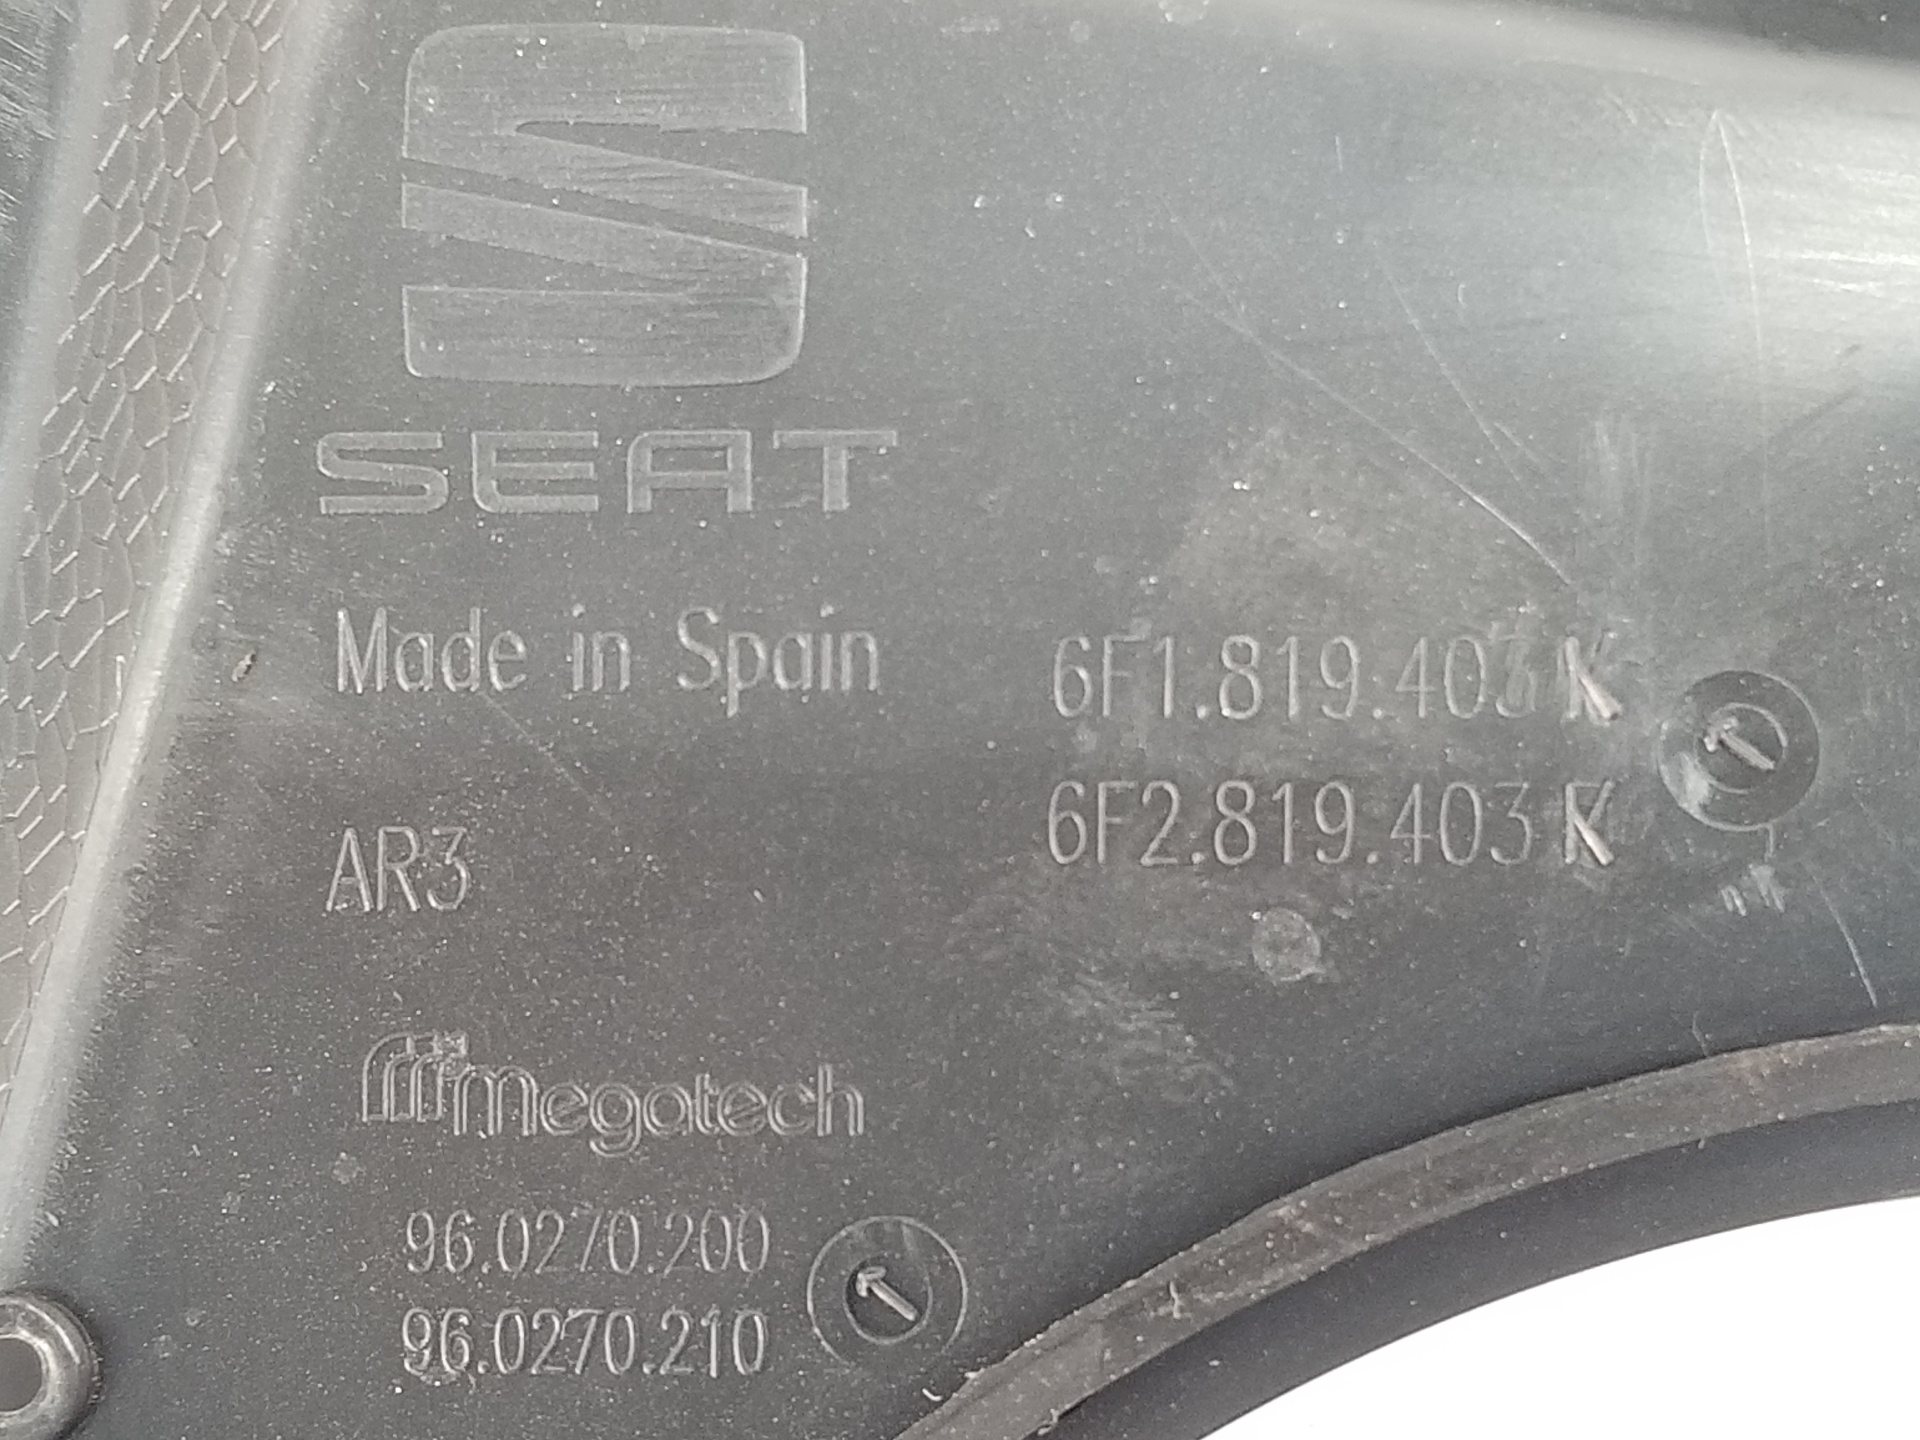 SEAT
Made in Spain
6F1.819.403 K
6F2.819.403
AR3
Megatech
96.0270.200
96.0270.210